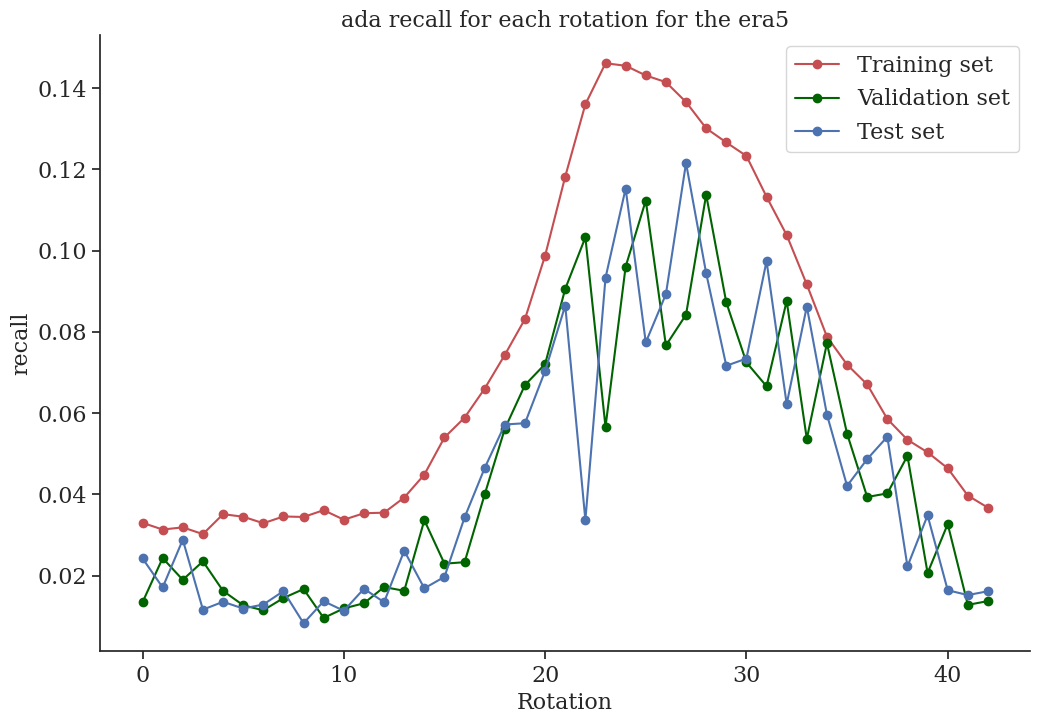 ada recall for each rotation for the era5
Training set
Validation set
Test set
0.14
0.12
0.10
0.08
0.06
0.04
0.02
recall
0 10 20 30 40
Rotation